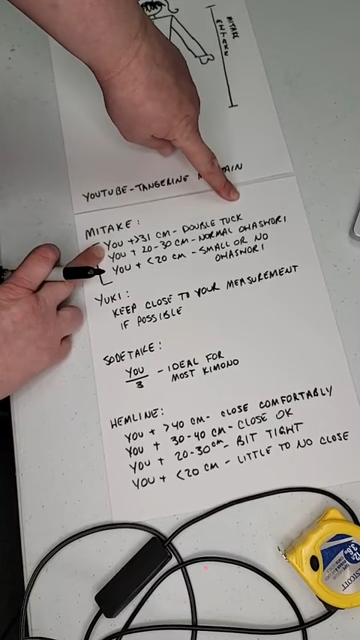 MITAKE
YOUTUBE-TANGERINE
MITAKE:
YOU +>31 CM - DOUBLE TUCK
YOU + 20-30 CM - NORMAL OHASHORI
YOU + <20 CM - SMALL OR NO
OHASHORI
YUKI:
KEEP CLOSE TO YOUR MEASUREMENT
IF POSSIBLE
SODETAKE:
YOU
3
- IDEAL FOR
MOST KIMONO
HEMLINE:
YOU + >40 CM - CLOSE COMFORTABLY
YOU + 30-40 CM - CLOSE OK
YOU + 20-30 CM - BIT TIGHT
YOU + <20 CM - LITTLE TO NO CLOSE